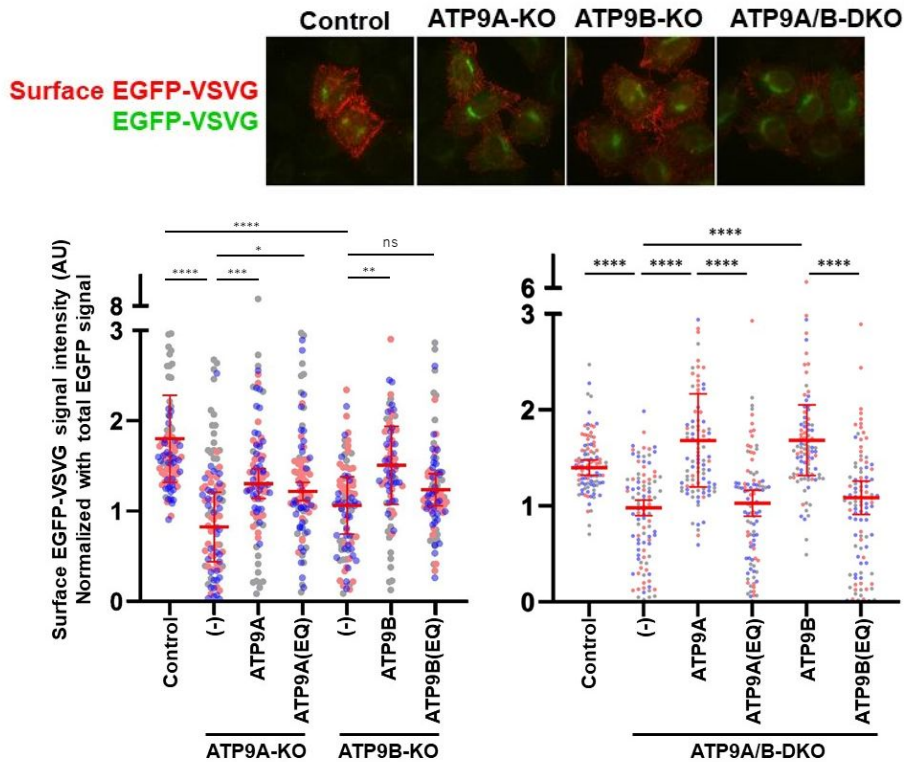 Control ATP9A-KO ATP9B-KO ATP9A/B-DKO
Surface EGFP-VSVG
EGFP-VSVG
Surface EGFP-VSVG signal intensity (AU)
Normalized with total EGFP signal
****
* ns
**** *** **
8
3
2
1
0
Control
(-)
ATP9A
ATP9A(EQ)
(-)
ATP9B
ATP9B(EQ)
ATP9A-KO ATP9B-KO
****
**** **** **** ****
6
3
2
1
0
Control
(-)
ATP9A
ATP9A(EQ)
ATP9B
ATP9B(EQ)
ATP9A/B-DKO